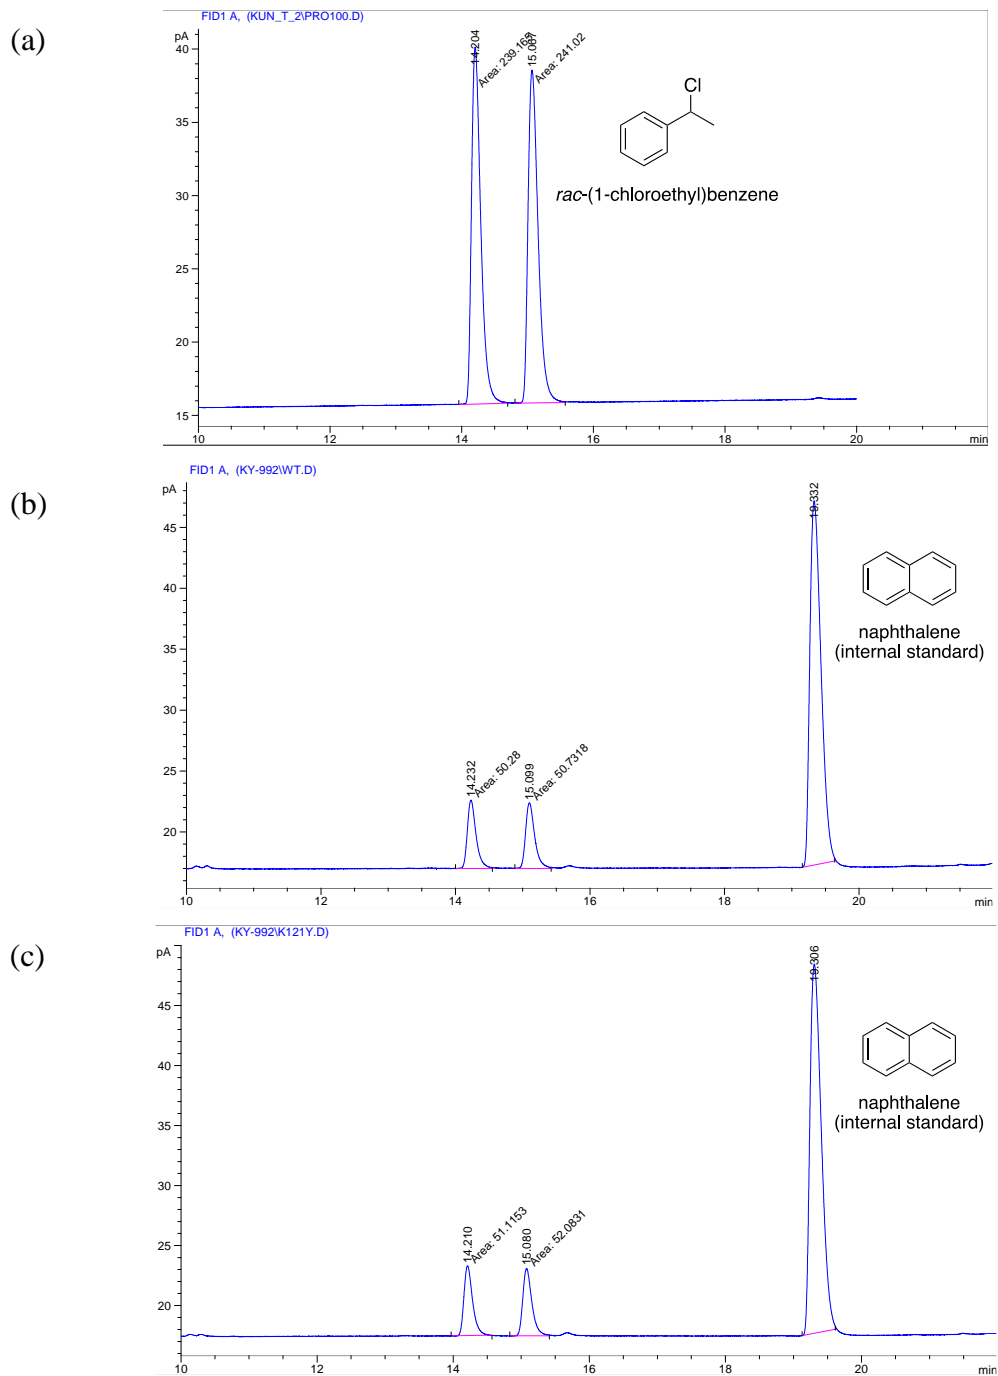 (a)
FID1 A, (KUN_T_2\PRO100.D)
pA
40
35
30
25
20
15
14.204
Area: 239.165
15.087
Area: 241.02
Cl
rac-(1-chloroethyl)benzene
10 12 14 16 18 20 min
(b)
FID1 A, (KY-992\WT.D)
pA
45
40
35
30
25
20
14.232
Area: 50.28
15.099
Area: 50.7318
19.332
naphthalene
(internal standard)
10 12 14 16 18 20 min
(c)
FID1 A, (KY-992\K121Y.D)
pA
45
40
35
30
25
20
14.210
Area: 51.1153
15.080
Area: 52.0831
19.306
naphthalene
(internal standard)
10 12 14 16 18 20 min